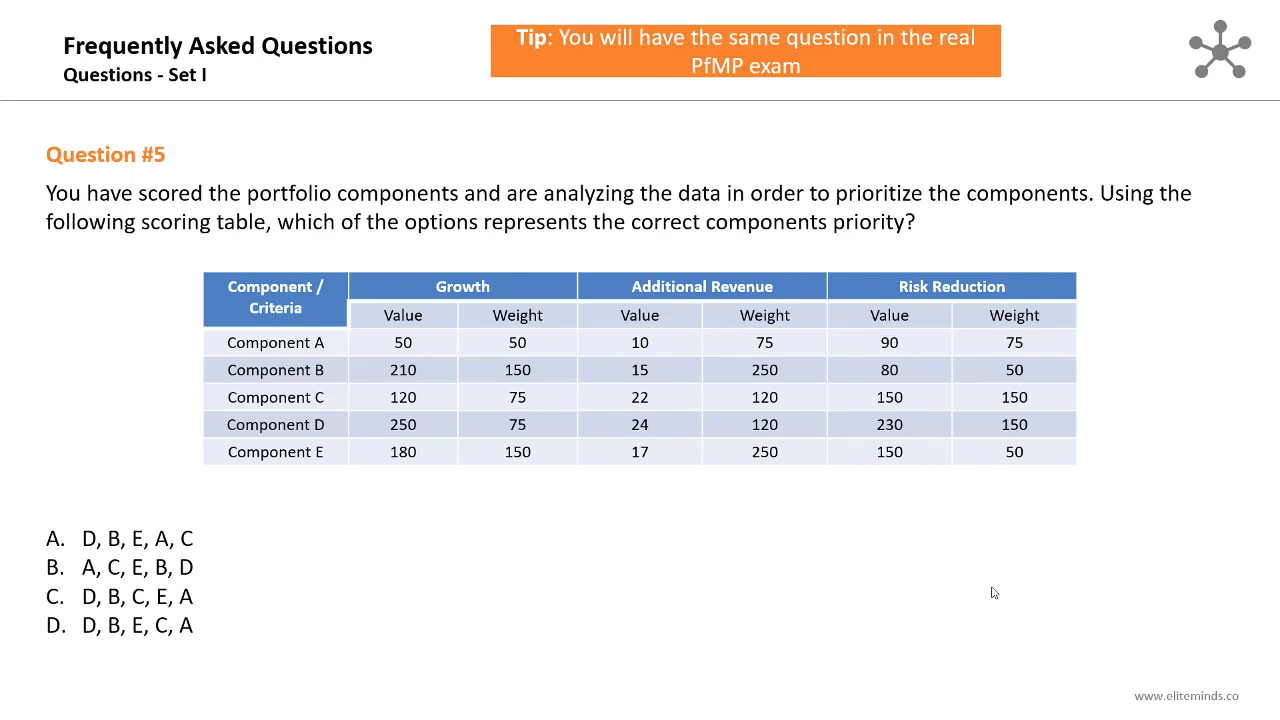 Frequently Asked Questions
Questions - Set I
Tip: You will have the same question in the real
PfMP exam
Question #5
You have scored the portfolio components and are analyzing the data in order to prioritize the components. Using the
following scoring table, which of the options represents the correct components priority?
Component / Criteria Growth Additional Revenue Risk Reduction
Value Weight Value Weight Value Weight
Component A 50 50 10 75 90 75
Component B 210 150 15 250 80 50
Component C 120 75 22 120 150 150
Component D 250 75 24 120 230 150
Component E 180 150 17 250 150 50
A. D, B, E, A, C
B. A, C, E, B, D
C. D, B, C, E, A
D. D, B, E, C, A
www.eliteminds.co